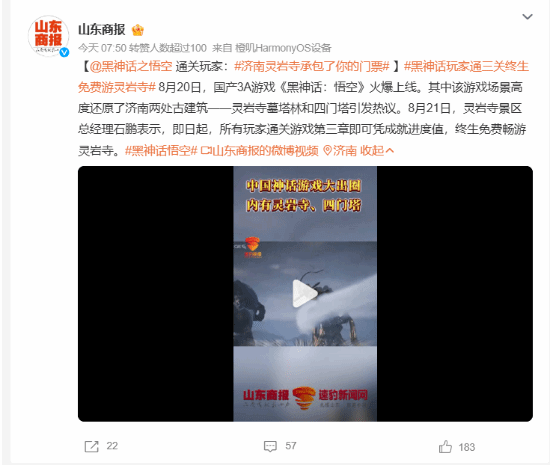 山东商报
山东商报
今天 07:50 转赞人数超过100 来自 橙叽HarmonyOS设备
【@黑神话之悟空 通关玩家：#济南灵岩寺承包了你的门票# 】#黑神话玩家通三关终生
免费游灵岩寺# 8月20日，国产3A游戏《黑神话：悟空》火爆上线。其中该游戏场景高
度还原了济南两处古建筑——灵岩寺墓塔林和四门塔引发热议。8月21日，灵岩寺景区
总经理石鹏表示，即日起，所有玩家通关游戏第三章即可凭成就进度值，终生免费畅游
灵岩寺。#黑神话悟空# 山东商报的微博视频 济南 收起
中国神话游戏大出圈
内有灵岩寺、四门塔
山东商报 速豹新闻网
22 57 183